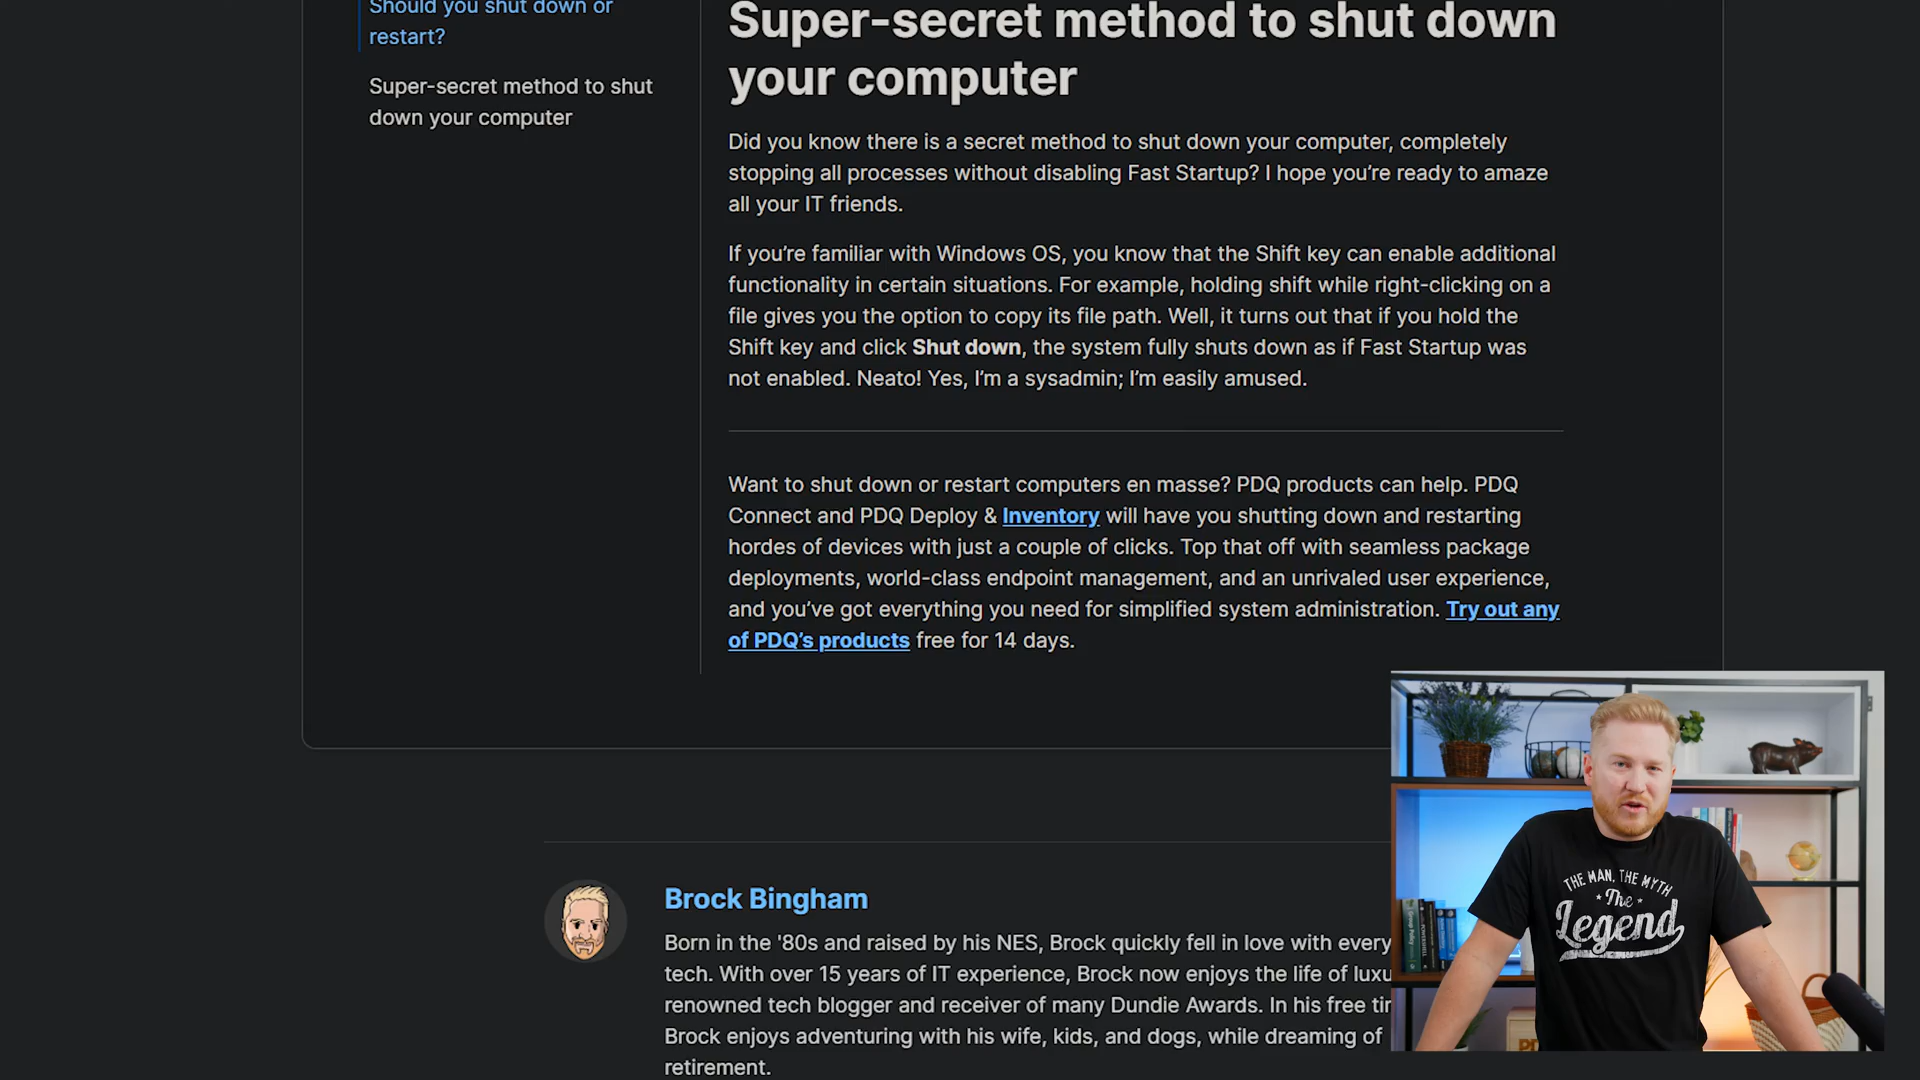 Should you shut down or
restart?
Super-secret method to shut
down your computer
Super-secret method to shut down
your computer
Did you know there is a secret method to shut down your computer, completely
stopping all processes without disabling Fast Startup? I hope you’re ready to amaze
all your IT friends.
If you’re familiar with Windows OS, you know that the Shift key can enable additional
functionality in certain situations. For example, holding shift while right-clicking on a
file gives you the option to copy its file path. Well, it turns out that if you hold the
Shift key and click Shut down, the system fully shuts down as if Fast Startup was
not enabled. Neato! Yes, I’m a sysadmin; I’m easily amused.
Want to shut down or restart computers en masse? PDQ products can help. PDQ
Connect and PDQ Deploy & Inventory will have you shutting down and restarting
hordes of devices with just a couple of clicks. Top that off with seamless package
deployments, world-class endpoint management, and an unrivaled user experience,
and you’ve got everything you need for simplified system administration. Try out any
of PDQ’s products free for 14 days.
Brock Bingham
Born in the '80s and raised by his NES, Brock quickly fell in love with every
tech. With over 15 years of IT experience, Brock now enjoys the life of
renowned tech blogger and receiver of many Dundie Awards. In his free
Brock enjoys adventuring with his wife, kids, and dogs, while dreaming of
retirement.
THE MAN, THE MYTH
The
Legend